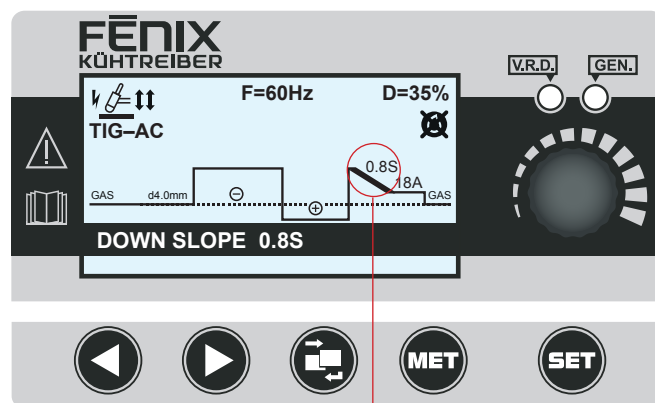 FĒNIX
KÜHTREIBER
V.R.D. GEN.
F=60Hz D=35%
TIG–AC
0.8S
18A
GAS d4.0mm GAS
DOWN SLOPE 0.8S
MET SET